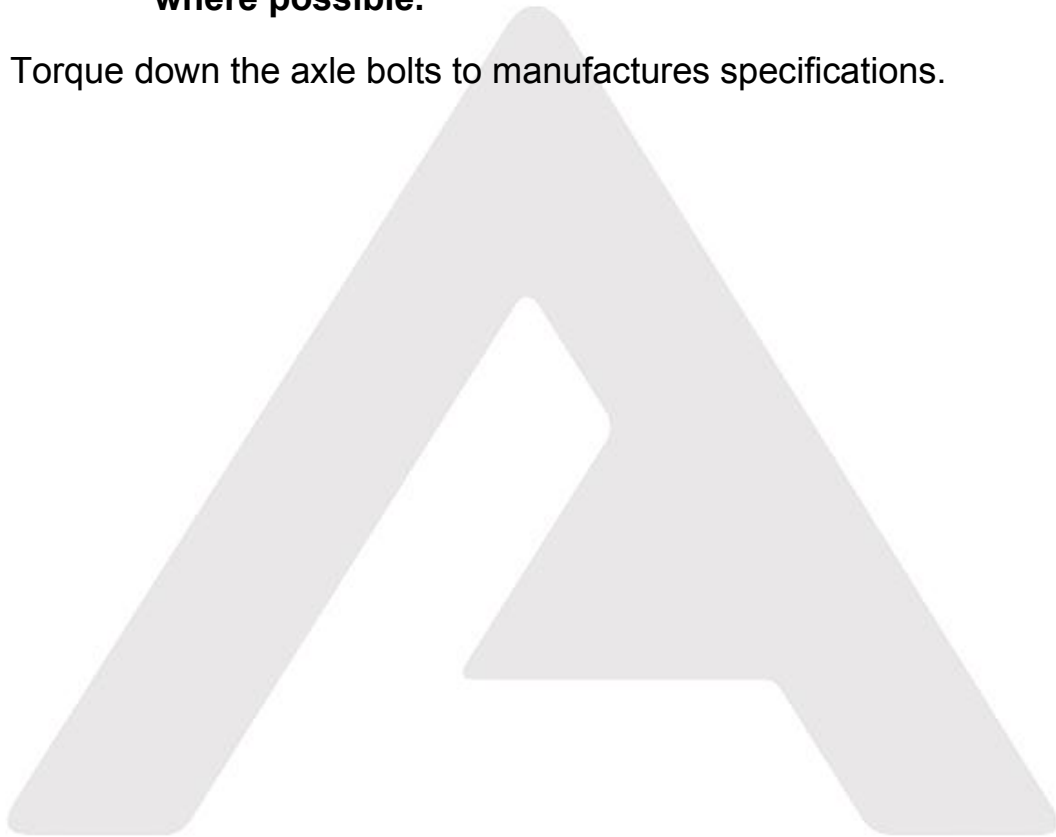 where possible.
Torque down the axle bolts to manufactures specifications.